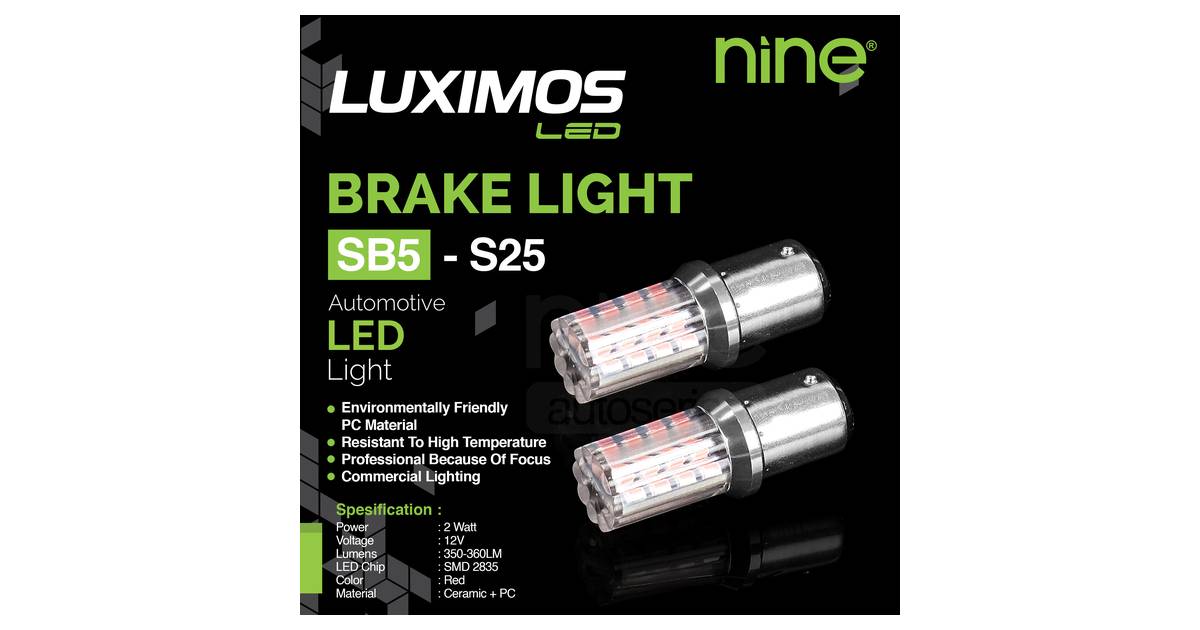 nine®
LUXIMOS
LED
BRAKE LIGHT
SB5 - S25
Automotive
LED
Light
Environmentally Friendly
PC Material
Resistant To High Temperature
Professional Because Of Focus
Commercial Lighting
Spesification :
Power : 2 Watt
Voltage : 12V
Lumens : 350-360LM
LED Chip : SMD 2835
Color : Red
Material : Ceramic + PC